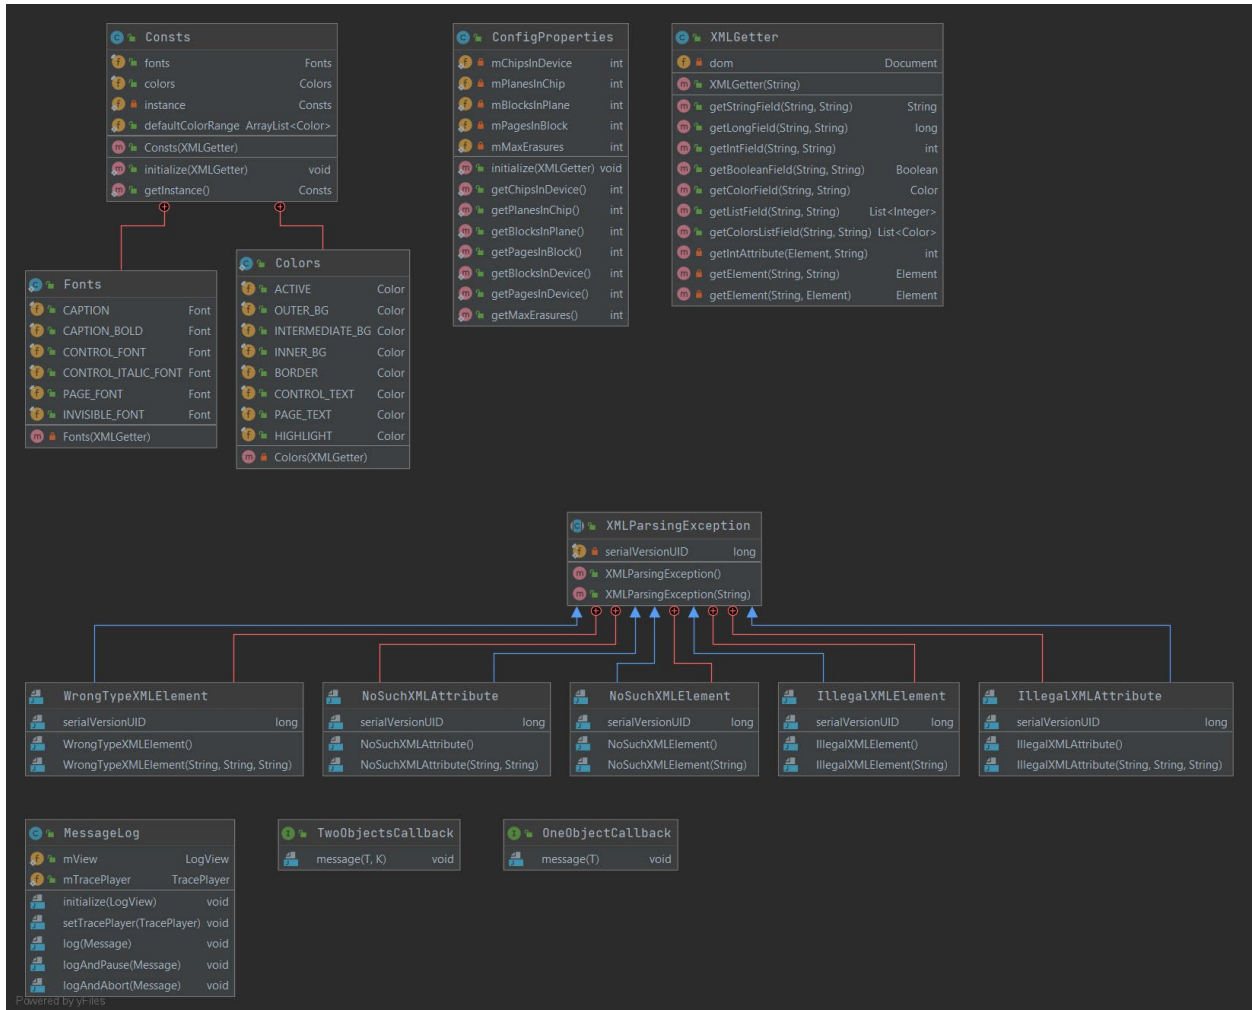 Consts
fonts Fonts
colors Colors
instance Consts
defaultColorRange ArrayList<Color>
Consts(XMLGetter)
initialize(XMLGetter) void
getInstance() Consts
ConfigProperties
mChipsInDevice int
mPlanesInChip int
mBlocksInPlane int
mPagesInBlock int
mMaxErasures int
initialize(XMLGetter) void
getChipsInDevice() int
getPlanesInChip() int
getBlocksInPlane() int
getPagesInBlock() int
getBlocksInDevice() int
getPagesInDevice() int
getMaxErasures() int
XMLGetter
dom Document
XMLGetter(String)
getStringField(String, String) String
getLongField(String, String) long
getIntField(String, String) int
getBooleanField(String, String) Boolean
getColorField(String, String) Color
getListField(String, String) List<Integer>
getColorsListField(String, String) List<Color>
getIntAttribute(Element, String) int
getElement(String, String) Element
getElement(String, Element) Element
Fonts
CAPTION Font
CAPTION_BOLD Font
CONTROL_FONT Font
CONTROL_ITALIC_FONT Font
PAGE_FONT Font
INVISIBLE_FONT Font
Fonts(XMLGetter)
Colors
ACTIVE Color
OUTER_BG Color
INTERMEDIATE_BG Color
INNER_BG Color
BORDER Color
CONTROL_TEXT Color
PAGE_TEXT Color
HIGHLIGHT Color
Colors(XMLGetter)
XMLParsingException
serialVersionUID long
XMLParsingException()
XMLParsingException(String)
WrongTypeXMLElement
serialVersionUID long
WrongTypeXMLElement()
WrongTypeXMLElement(String, String, String)
NoSuchXMLAttribute
serialVersionUID long
NoSuchXMLAttribute()
NoSuchXMLAttribute(String, String)
NoSuchXMLElement
serialVersionUID long
NoSuchXMLElement()
NoSuchXMLElement(String)
IllegalXMLElement
serialVersionUID long
IllegalXMLElement()
IllegalXMLElement(String)
IllegalXMLAttribute
serialVersionUID long
IllegalXMLAttribute()
IllegalXMLAttribute(String, String, String)
MessageLog
mView LogView
mTracePlayer TracePlayer
initialize(LogView) void
setTracePlayer(TracePlayer) void
log(Message) void
logAndPause(Message) void
logAndAbort(Message) void
TwoObjectsCallback
message(T, K) void
OneObjectCallback
message(T) void
Powered by yFiles